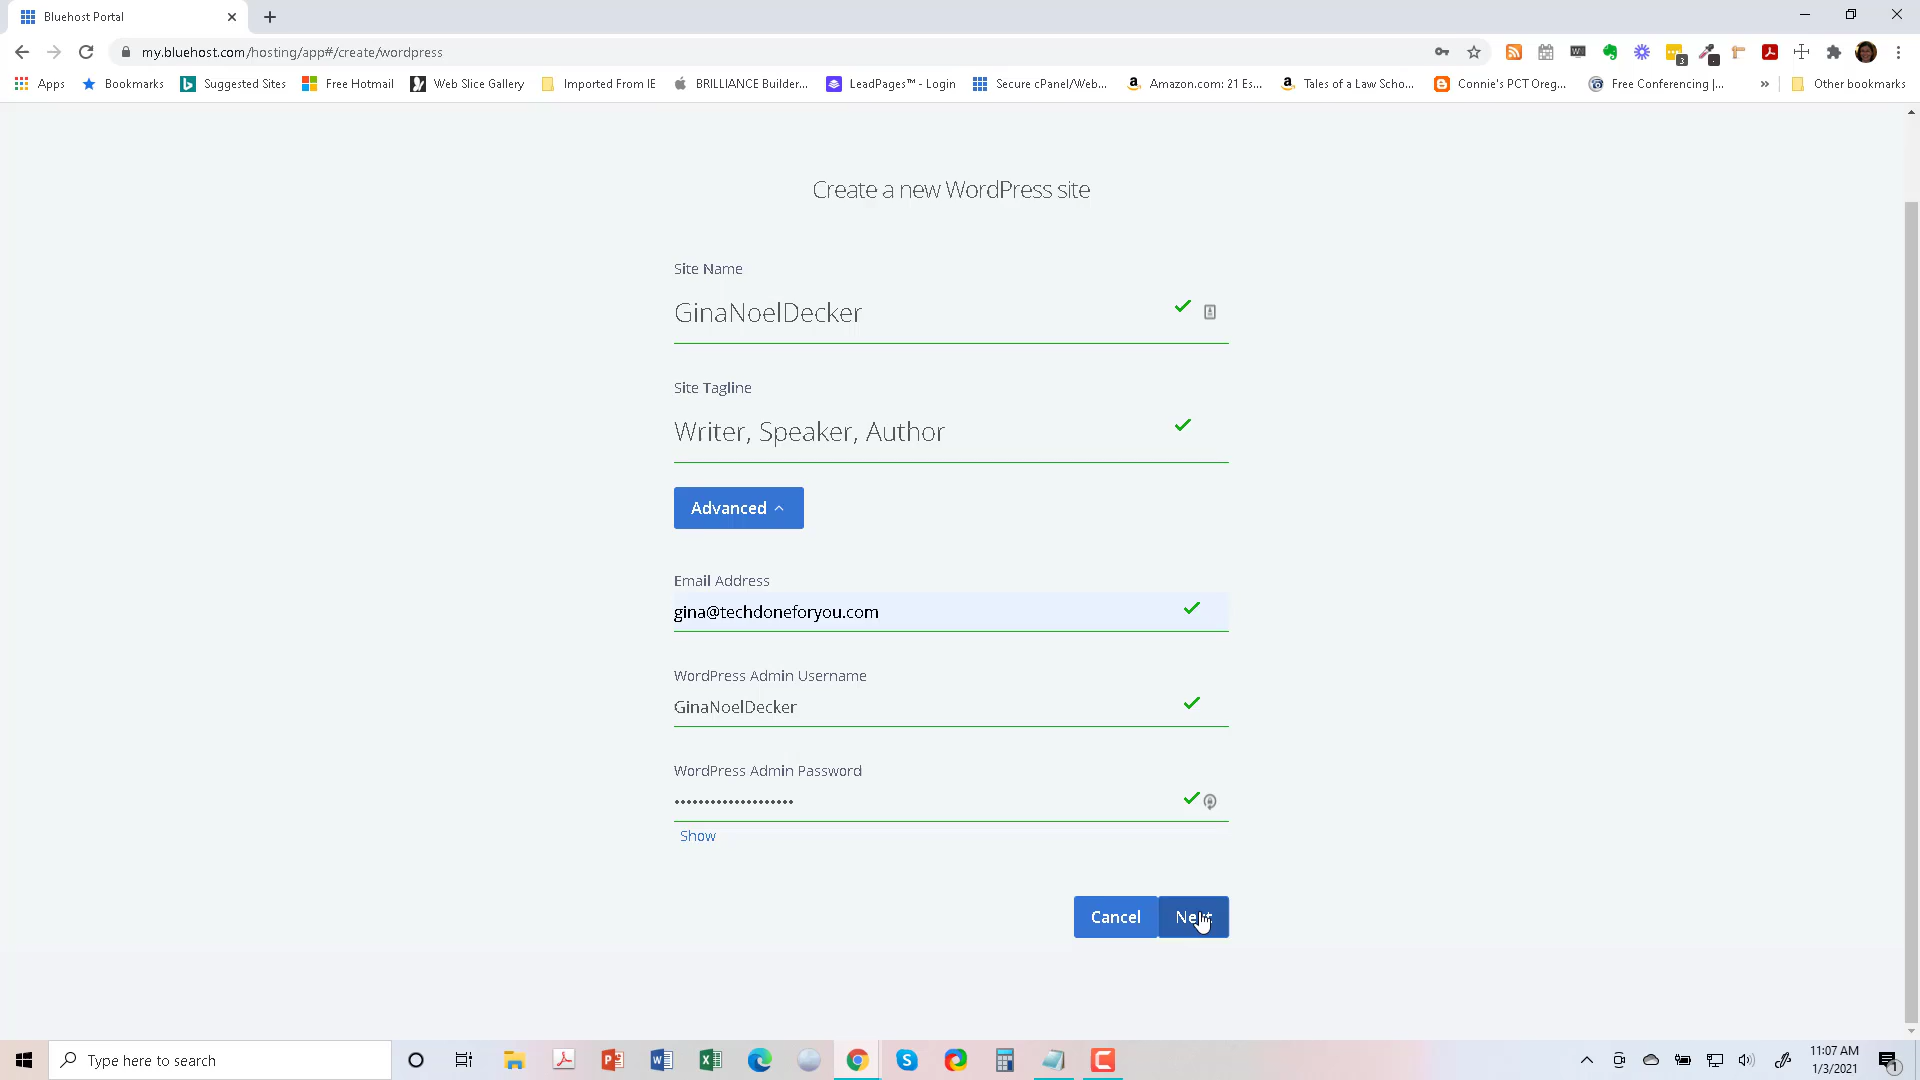 Bluehost Portal
my.bluehost.com/hosting/app#/create/wordpress
Apps Bookmarks Suggested Sites Free Hotmail Web Slice Gallery Imported From IE BRILLIANCE Builder... LeadPages™ - Login Secure cPanel/Web... Amazon.com: 21 Es... Tales of a Law Scho... Connie's PCT Oreg... Free Conferencing |... » Other bookmarks
Create a new WordPress site
Site Name
GinaNoelDecker
Site Tagline
Writer, Speaker, Author
Advanced
Email Address
gina@techdoneforyou.com
WordPress Admin Username
GinaNoelDecker
WordPress Admin Password
••••••••••••••••••••
Show
Cancel Next
Type here to search
11:07 AM
1/3/2021